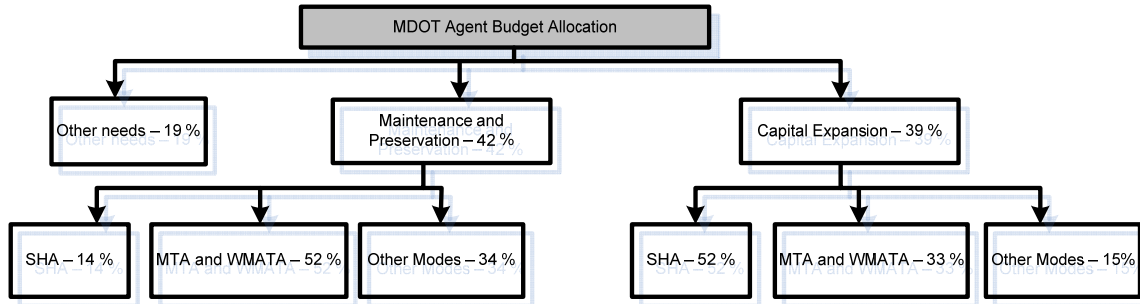 MDOT Agent Budget Allocation
Other needs – 19 %
Maintenance and
Preservation – 42 %
Capital Expansion – 39 %
SHA – 14 %
MTA and WMATA – 52 %
Other Modes – 34 %
SHA – 52 %
MTA and WMATA – 33 %
Other Modes – 15%